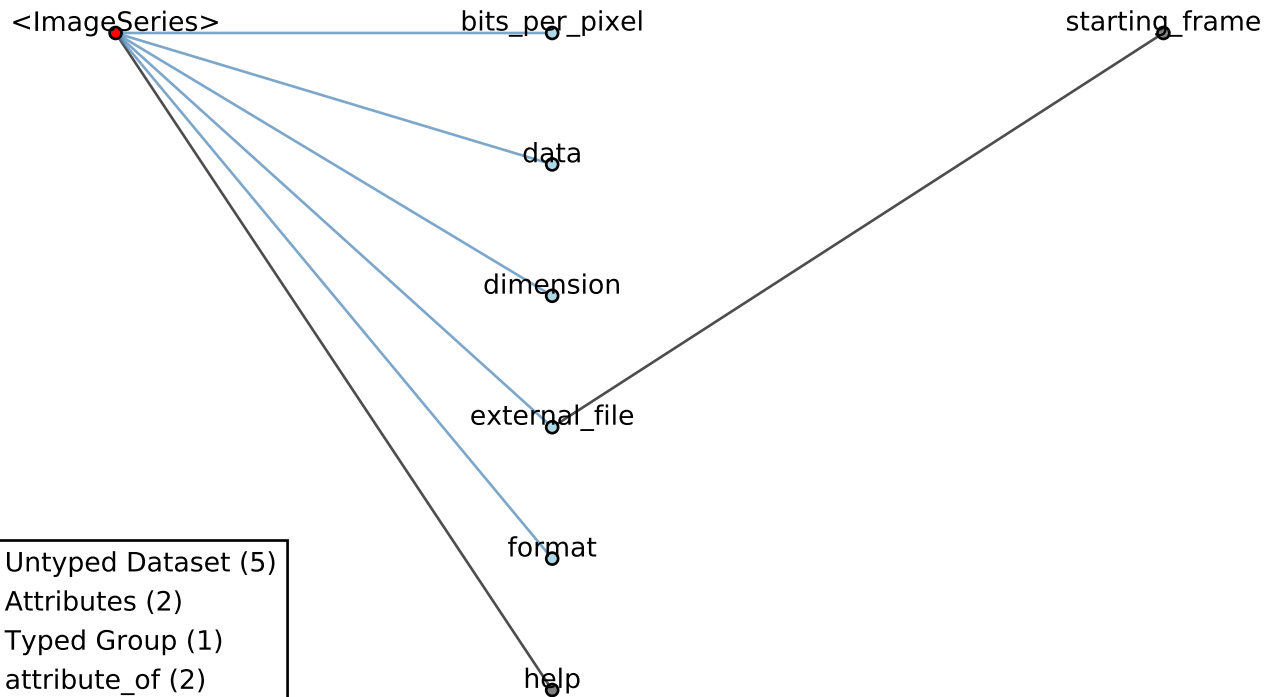 <ImageSeries>
bits_per_pixel
starting_frame
data
dimension
external_file
format
help
Untyped Dataset (5)
Attributes (2)
Typed Group (1)
attribute_of (2)